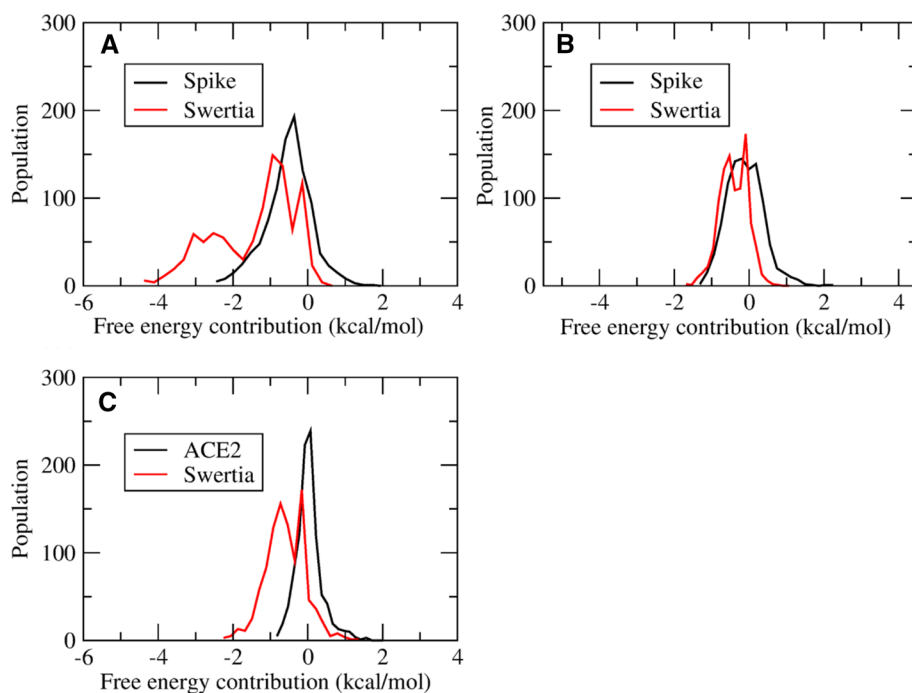 A
300
200
100
0
Population
Spike
Swertia
-6
-4
-2
0
2
4
Free energy contribution (kcal/mol)
B
300
200
100
0
Population
Spike
Swertia
-4
-2
0
2
4
Free energy contribution (kcal/mol)
C
300
200
100
0
Population
ACE2
Swertia
-6
-4
-2
0
2
4
Free energy contribution (kcal/mol)